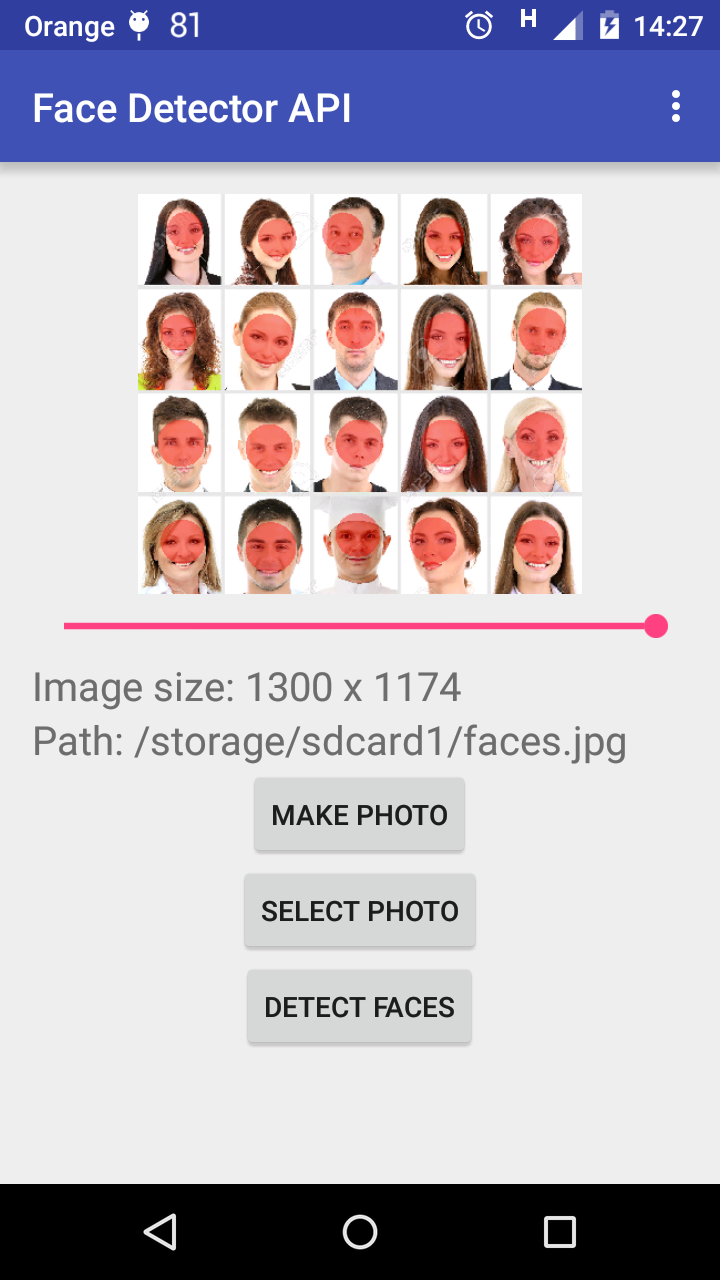 Orange 81 H 14:27
Face Detector API
Image size: 1300 x 1174
Path: /storage/sdcard1/faces.jpg
MAKE PHOTO
SELECT PHOTO
DETECT FACES